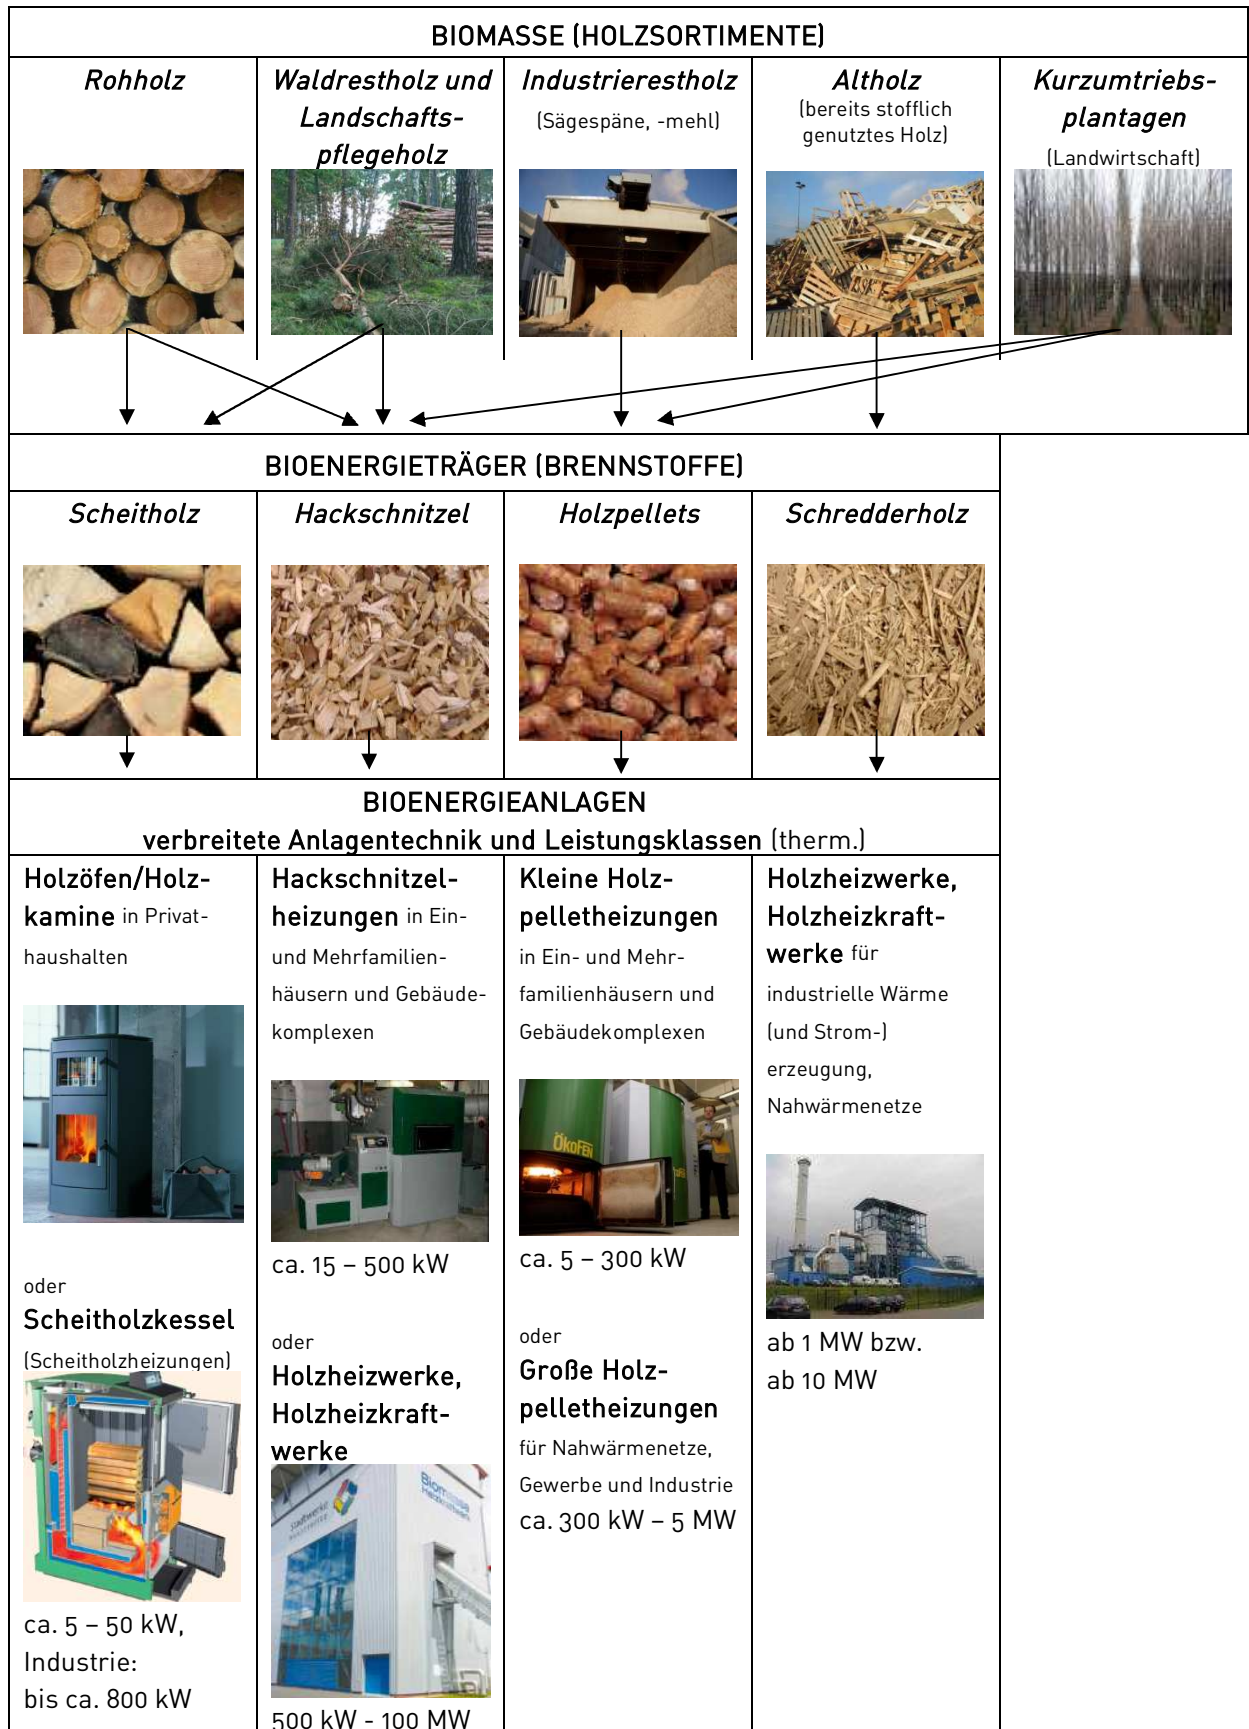 BIOMASSE (HOLZSORTIMENTE)
Rohholz
Waldrestholz und
Landschafts-
pflegeholz
Industrierestholz
(Sägespäne, -mehl)
Altholz
(bereits stofflich
genutztes Holz)
Kurzumtriebs-
plantagen
(Landwirtschaft)
BIOENERGIETRÄGER (BRENNSTOFFE)
Scheitholz
Hackschnitzel
Holzpellets
Schredderholz
BIOENERGIEANLAGEN
verbreitete Anlagentechnik und Leistungsklassen (therm.)
Holzöfen/Holz-
kamine in Privat-
haushalten
oder
Scheitholzkessel
(Scheitholzheizungen)
ca. 5 – 50 kW,
Industrie:
bis ca. 800 kW
Hackschnitzel-
heizungen in Ein-
und Mehrfamilien-
häusern und Gebäude-
komplexen
ca. 15 – 500 kW
oder
Holzheizwerke,
Holzheizkraft-
werke
stadtwerke
Biomasse
Heizkraftwerk
500 kW - 100 MW
Kleine Holz-
pelletheizungen
in Ein- und Mehr-
familienhäusern und
Gebäudekomplexen
ÖkoFEN
ca. 5 – 300 kW
oder
Große Holz-
pelletheizungen
für Nahwärmenetze,
Gewerbe und Industrie
ca. 300 kW – 5 MW
Holzheizwerke,
Holzheizkraft-
werke für
industrielle Wärme
(und Strom-)
erzeugung,
Nahwärmenetze
ab 1 MW bzw.
ab 10 MW